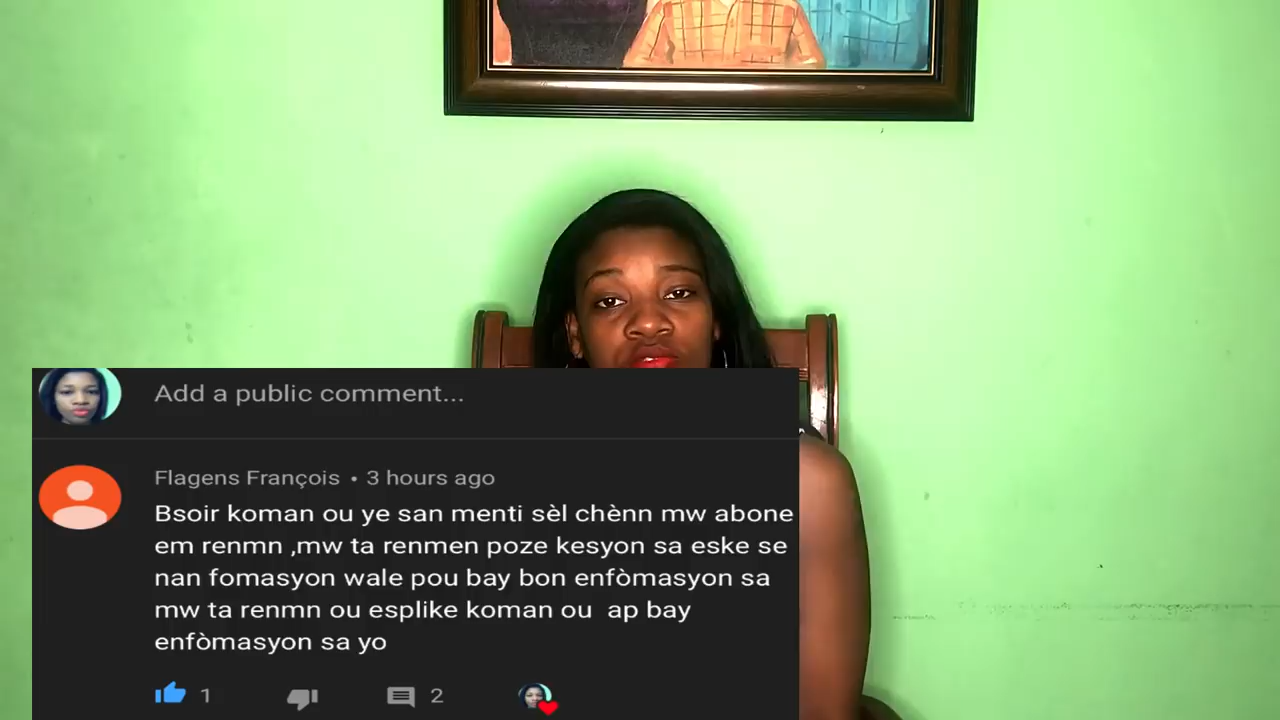 Add a public comment...
Flagens François • 3 hours ago
Bsoir koman ou ye san menti sèl chènn mw abone
em renmn ,mw ta renmen poze kesyon sa eske se
nan fomasyon wale pou bay bon enfòmasyon sa
mw ta renmn ou esplike koman ou ap bay
enfòmasyon sa yo
1 2